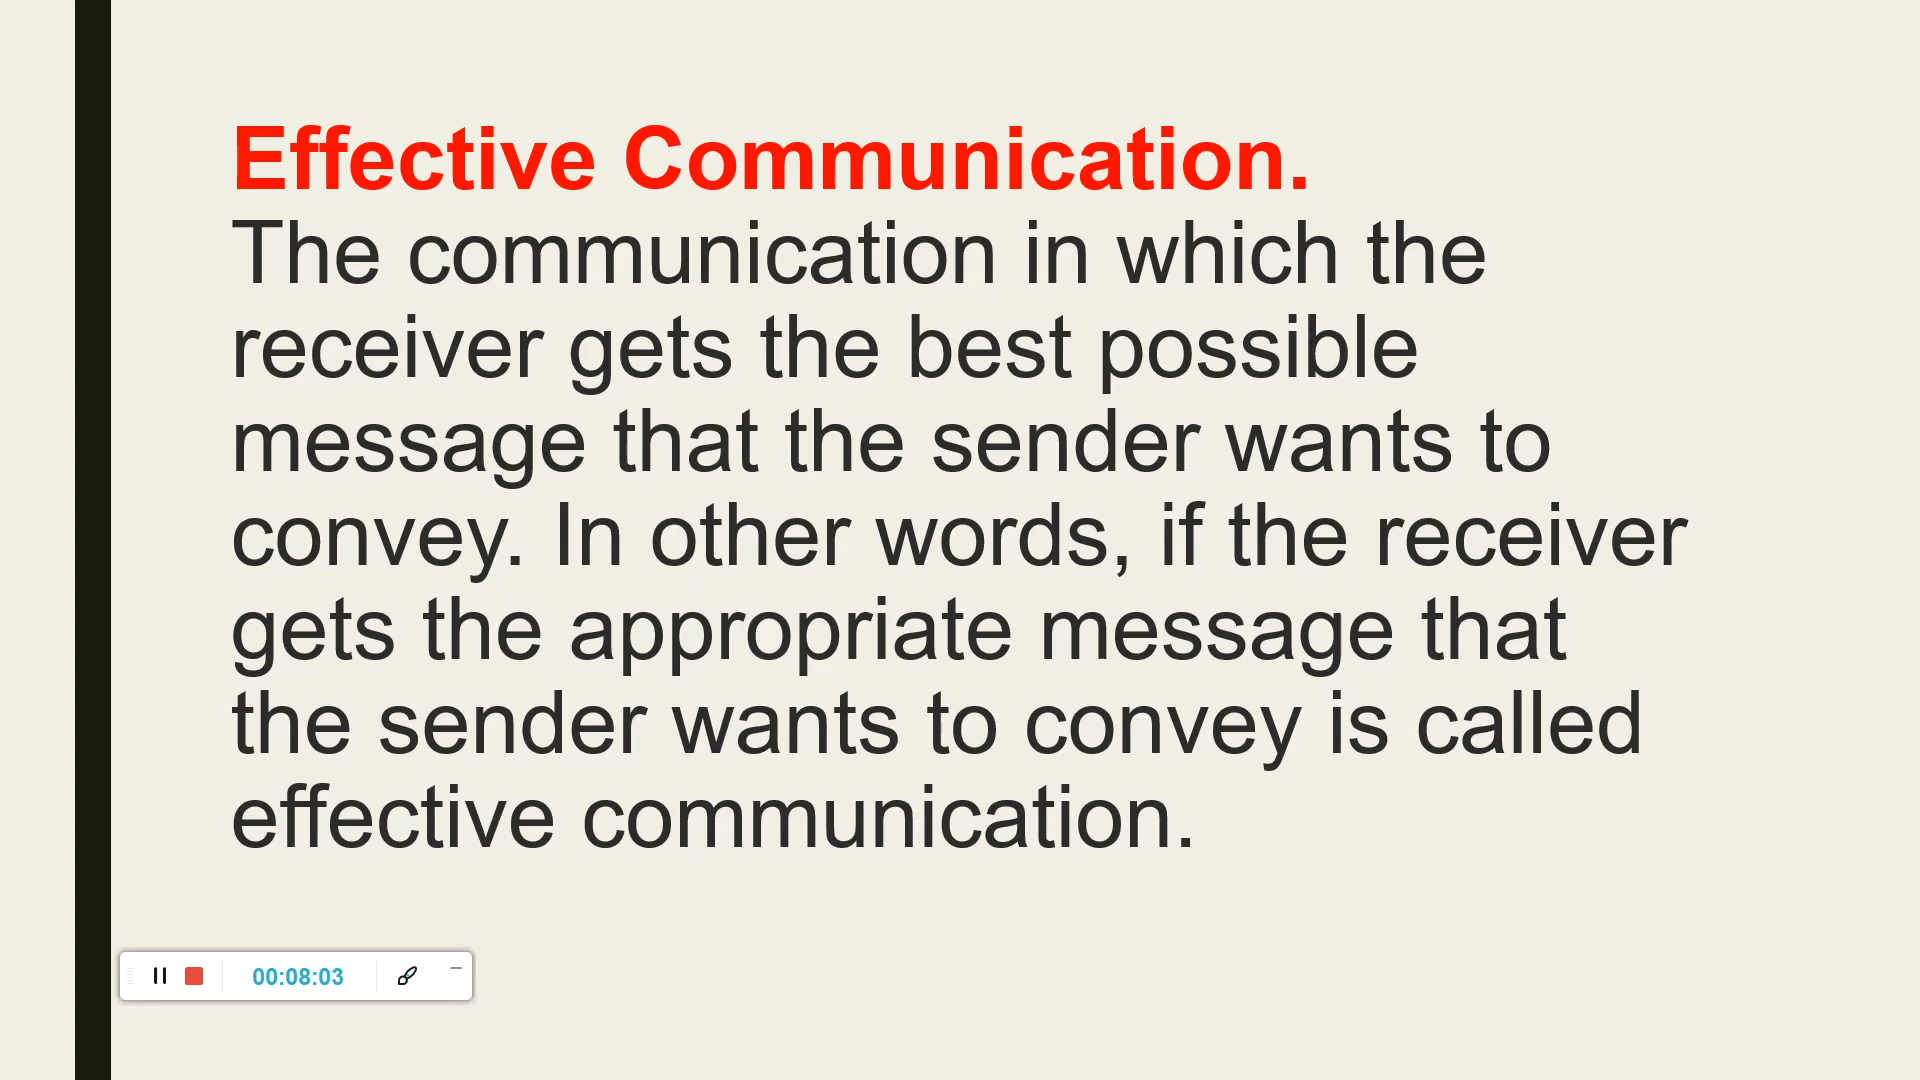 Effective Communication.
The communication in which the
receiver gets the best possible
message that the sender wants to
convey. In other words, if the receiver
gets the appropriate message that
the sender wants to convey is called
effective communication.
00:08:03